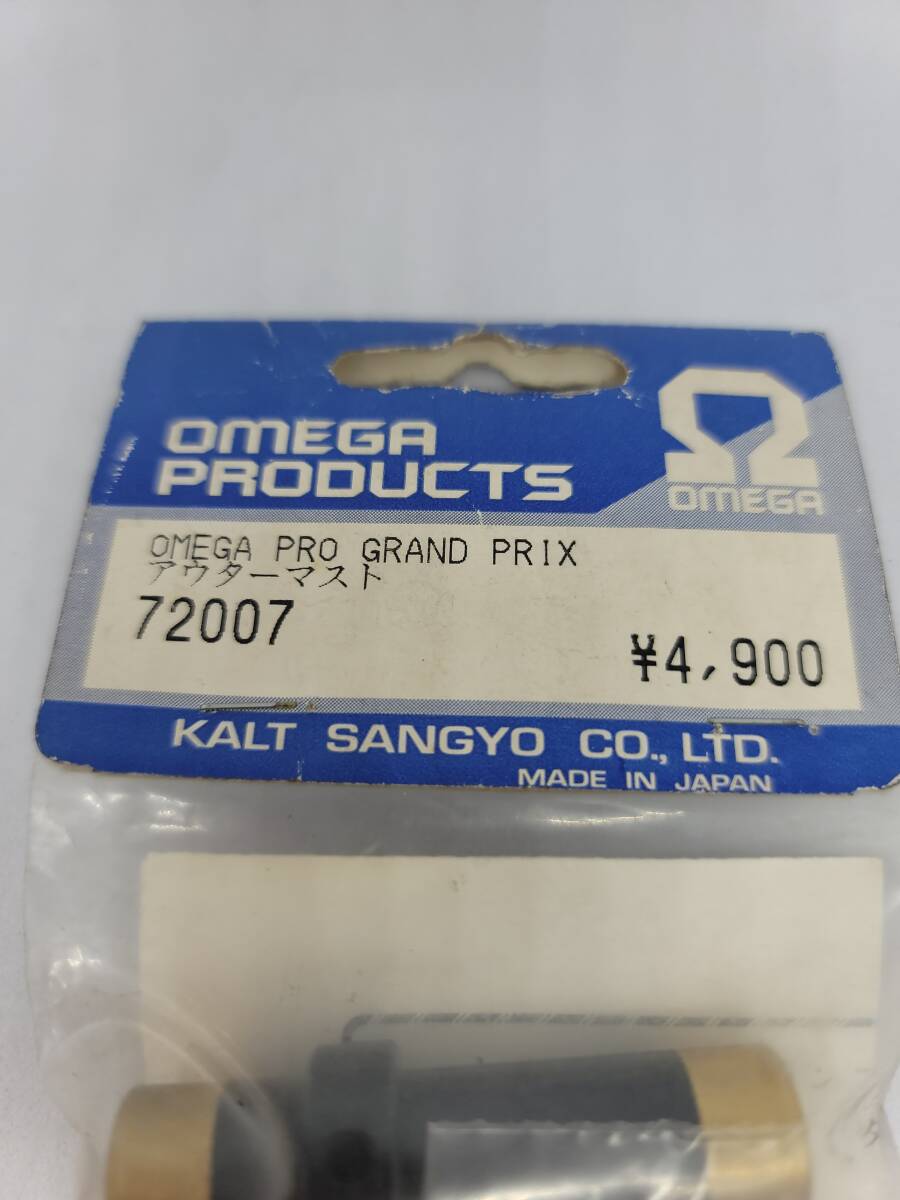 OMEGA
PRODUCTS
OMEGA
OMEGA PRO GRAND PRIX
アウターマスト
72007
¥4,900
KALT SANGYO CO., LTD.
MADE IN JAPAN